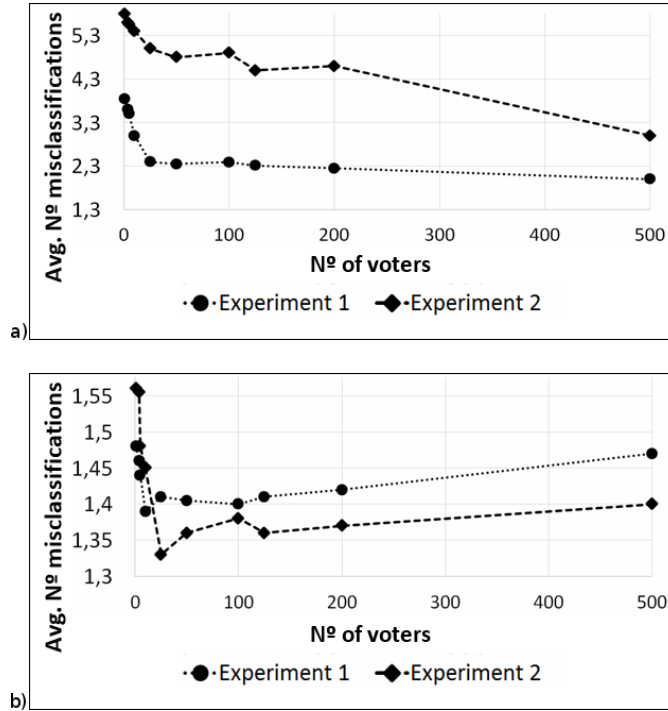 Avg. Nº misclassifications
5,3
4,3
3,3
2,3
1,3
0 100 200 300 400 500
Nº of voters
Experiment 1 Experiment 2
a)
Avg. Nº misclassifications
1,55
1,5
1,45
1,4
1,35
1,3
0 100 200 300 400 500
Nº of voters
Experiment 1 Experiment 2
b)